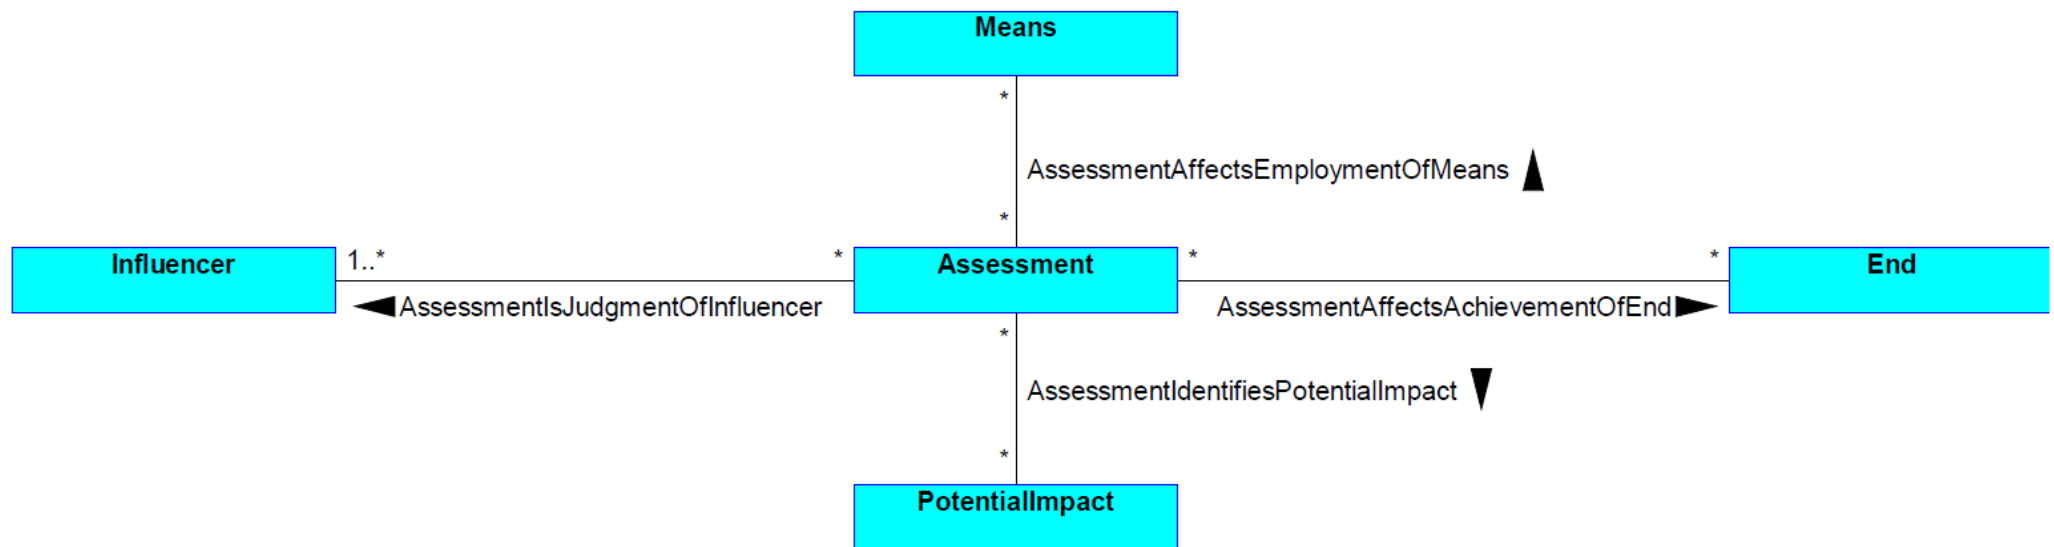 Means
*
AssessmentAffectsEmploymentOfMeans
*
Influencer
1..*
*
Assessment
*
*
End
AssessmentIsJudgmentOfInfluencer
AssessmentAffectsAchievementOfEnd
*
AssessmentIdentifiesPotentialImpact
*
PotentialImpact